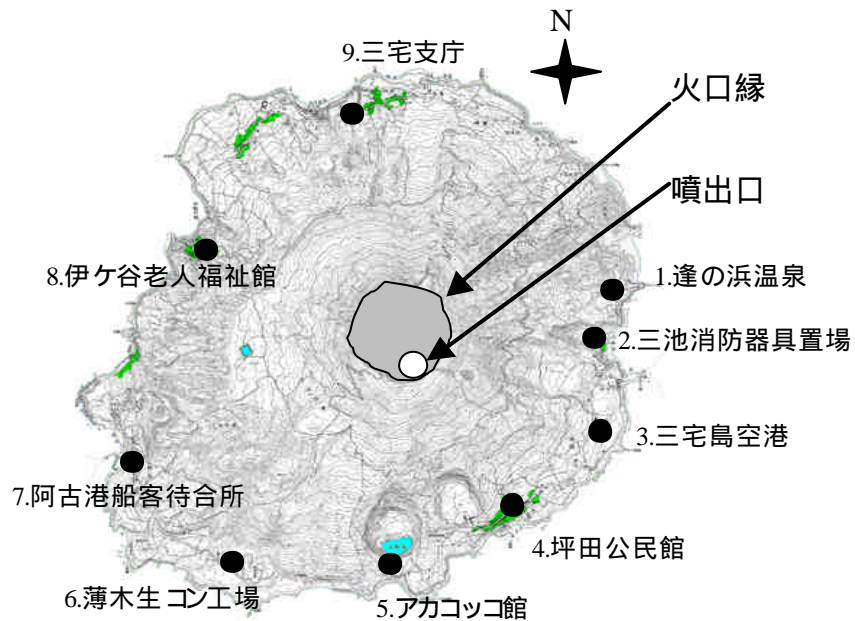 N
9.三宅支庁
火口縁
噴出口
8.伊ケ谷老人福祉館
1.逢の浜温泉
2.三池消防器具置場
3.三宅島空港
7.阿古港船客待合所
4.坪田公民館
6.薄木生コン工場
5.アカコッコ館